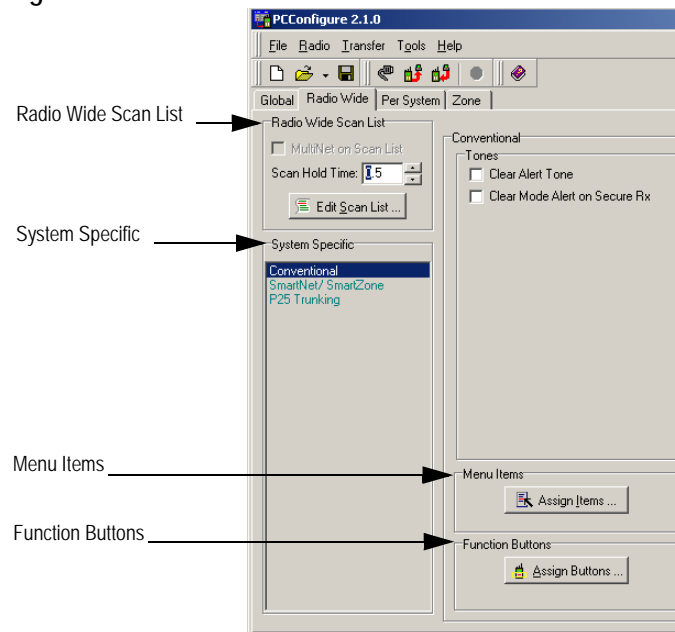 PCConfigure 2.1.0
File Radio Transfer Tools Help
Global Radio Wide Per System Zone
Radio Wide Scan List
Radio Wide Scan List
MultiNet on Scan List
Scan Hold Time: 0.5
Edit Scan List ...
Conventional
Tones
Clear Alert Tone
Clear Mode Alert on Secure Rx
System Specific
System Specific
Conventional
SmartNet/ SmartZone
P25 Trunking
Menu Items
Menu Items
Assign Items ...
Function Buttons
Function Buttons
Assign Buttons ...